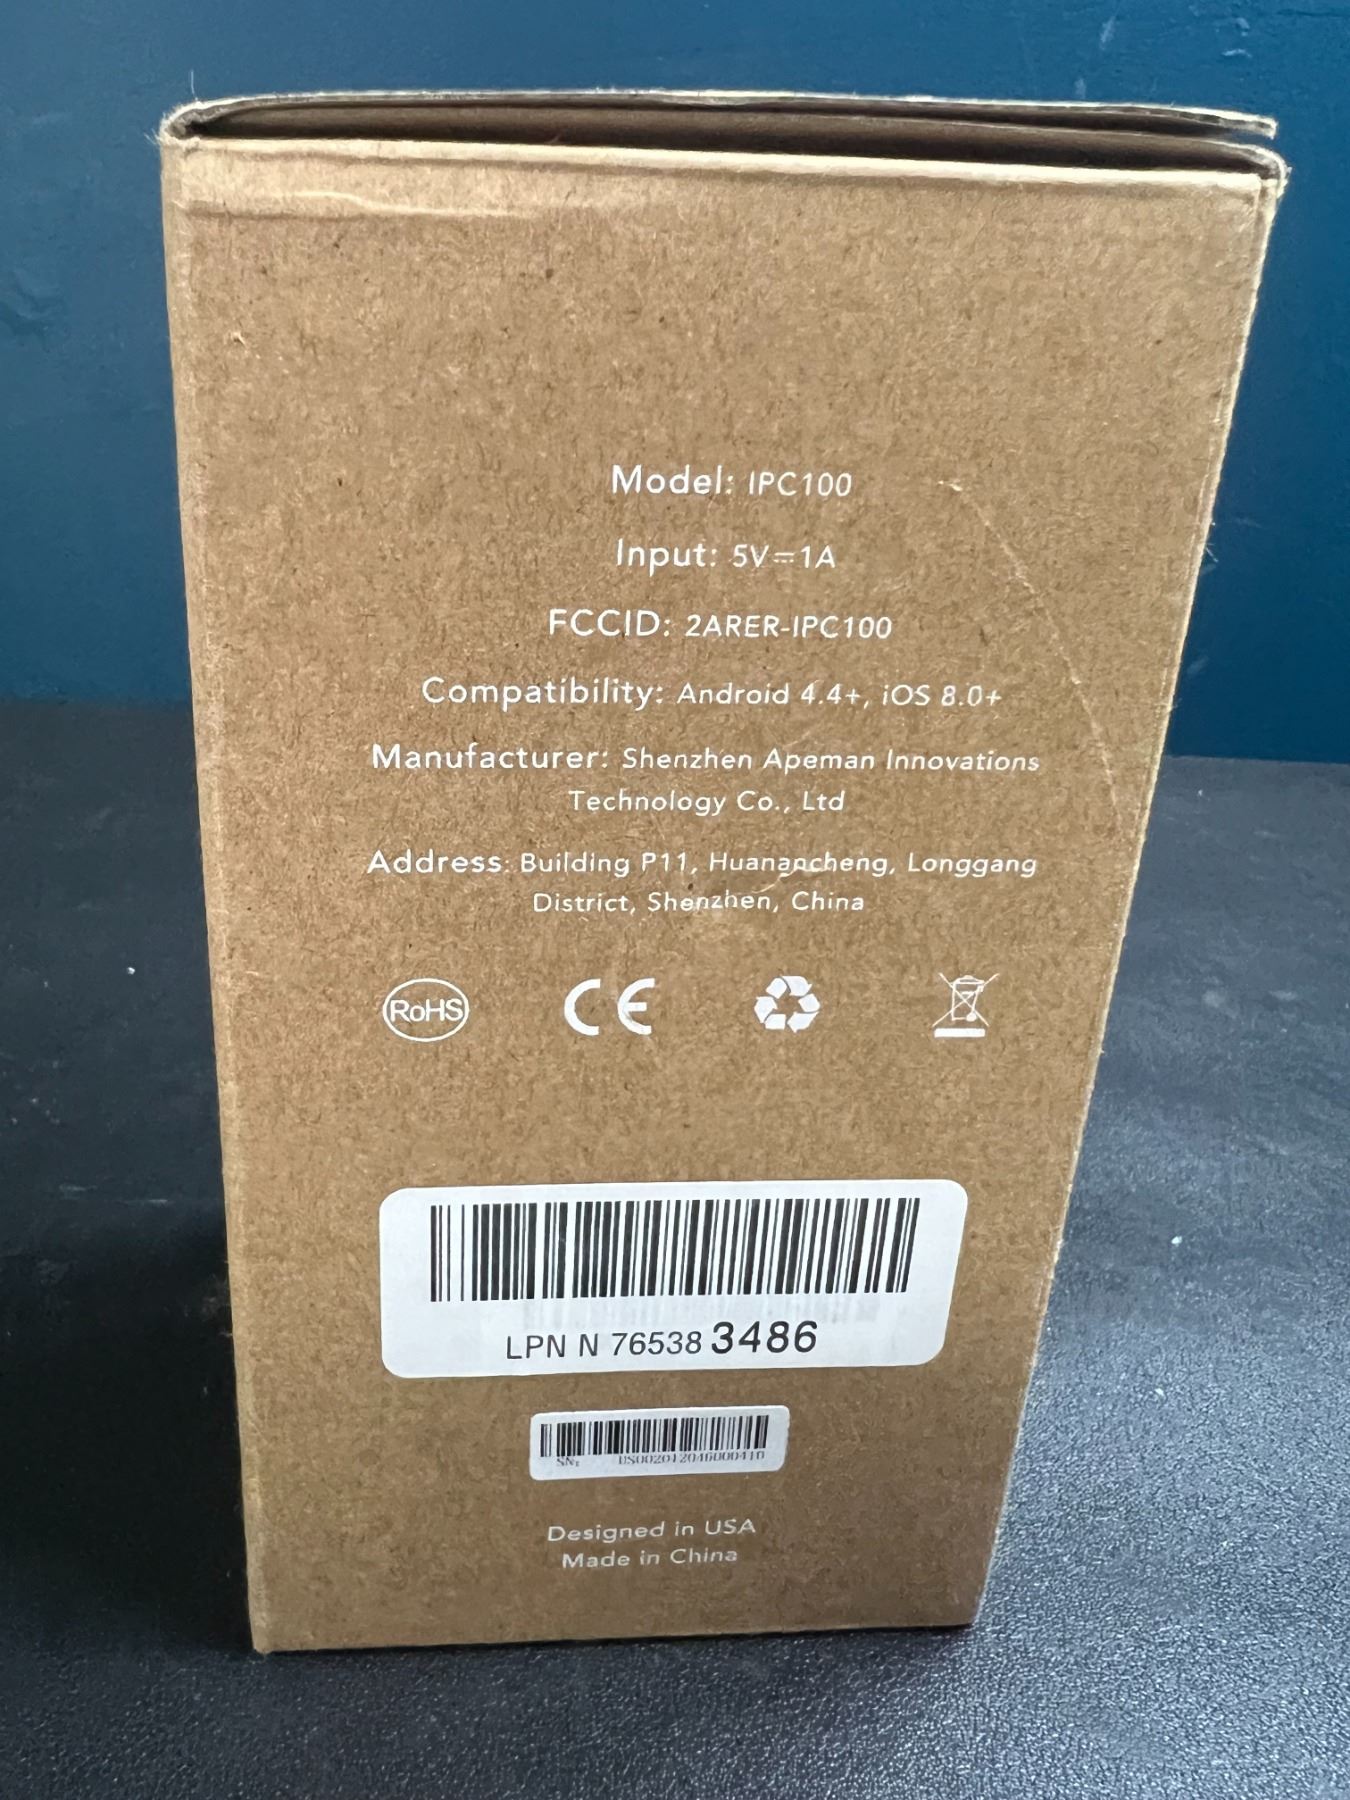 Model: IPC100
Input: 5V⎓1A
FCCID: 2ARER-IPC100
Compatibility: Android 4.4+, iOS 8.0+
Manufacturer: Shenzhen Apeman Innovations
Technology Co., Ltd
Address: Building P11, Huanancheng, Longgang
District, Shenzhen, China
RoHS CE
LPN N 765383486
SN:
Designed in USA
Made in China